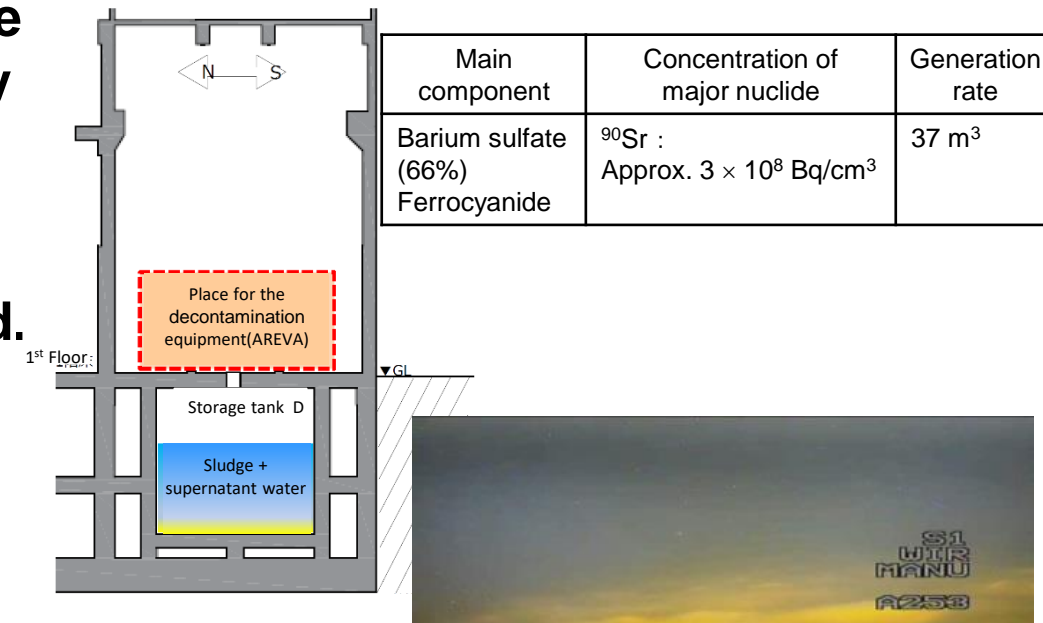 e
y
d.
N S
Main component
Concentration of major nuclide
Generation rate
Barium sulfate (66%) Ferrocyanide
⁹⁰Sr :
Approx. 3 × 10⁸ Bq/cm³
37 m³
Place for the
decontamination
equipment(AREVA)
1st Floor
▼GL
Storage tank D
Sludge +
supernatant water
S1
WIR
MANU
A253